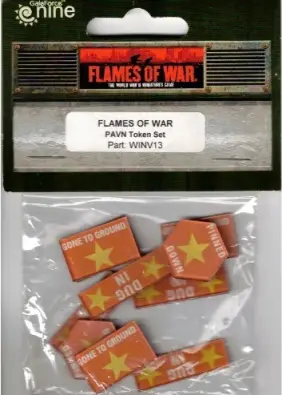 GaleForce
nine
FLAMES OF WAR
THE WORLD WAR II MINIATURES GAME
FLAMES OF WAR
PAVN Token Set
Part: WINV13
GONE TO GROUND
PINNED
DOWN
DUG
IN
DUG
IN
GONE TO GROUND
DUG
IN